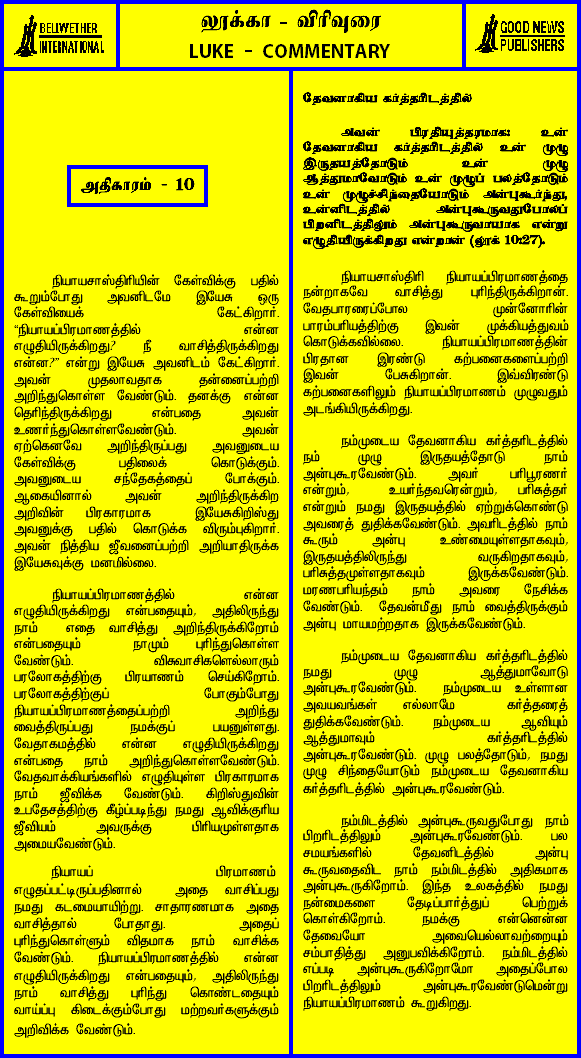 BELWETHER
INTERNATIONAL
லூக்கா - விரிவுரை
LUKE - COMMENTARY
GOOD NEWS
PUBLISHERS
அதிகாரம் - 10
நியாயசாஸ்திரியின் கேள்விக்கு பதில்
கூறும்போது அவனிடமே இயேசு ஒரு
கேள்வியைக் கேட்கிறார்.
“நியாயப்பிரமாணத்தில் என்ன
எழுதியிருக்கிறது? நீ வாசித்திருக்கிறது
என்ன?” என்று இயேசு அவனிடம் கேட்கிறார்.
அவன் முதலாவதாக தன்னைப்பற்றி
அறிந்துகொள்ள வேண்டும். தனக்கு என்ன
தெரிந்திருக்கிறது என்பதை அவன்
உணர்ந்துகொள்ளவேண்டும். அவன்
ஏற்கெனவே அறிந்திருப்பது அவனுடைய
கேள்விக்கு பதிலைக் கொடுக்கும்.
அவனுடைய சந்தேகத்தைப் போக்கும்.
ஆகையினால் அவன் அறிந்திருக்கிற
அறிவின் பிரகாரமாக இயேசுகிறிஸ்து
அவனுக்கு பதில் கொடுக்க விரும்புகிறார்.
அவன் நித்திய ஜீவனைப்பற்றி அறியாதிருக்க
இயேசுவுக்கு மனமில்லை.
நியாயப்பிரமாணத்தில் என்ன
எழுதியிருக்கிறது என்பதையும், அதிலிருந்து
நாம் எதை வாசித்து அறிந்திருக்கிறோம்
என்பதையும் நாமும் புரிந்துகொள்ள
வேண்டும். விசுவாசிகளெல்லாரும்
பரலோகத்திற்கு பிரயாணம் செய்கிறோம்.
பரலோகத்திற்குப் போகும்போது
நியாயப்பிரமாணத்தைப்பற்றி அறிந்து
வைத்திருப்பது நமக்குப் பயனுள்ளது.
வேதாகமத்தில் என்ன எழுதியிருக்கிறது
என்பதை நாம் அறிந்துகொள்ளவேண்டும்.
வேதவாக்கியங்களில் எழுதியுள்ள பிரகாரமாக
நாம் ஜீவிக்க வேண்டும். கிறிஸ்துவின்
உபதேசத்திற்கு கீழ்ப்படிந்து நமது ஆவிக்குரிய
ஜீவியம் அவருக்கு பிரியமுள்ளதாக
அமையவேண்டும்.
நியாயப் பிரமாணம்
எழுதப்பட்டிருப்பதினால் அதை வாசிப்பது
நமது கடமையாயிற்று. சாதாரணமாக அதை
வாசித்தால் போதாது. அதைப்
புரிந்துகொள்ளும் விதமாக நாம் வாசிக்க
வேண்டும். நியாயப்பிரமாணத்தில் என்ன
எழுதியிருக்கிறது என்பதையும், அதிலிருந்து
நாம் வாசித்து புரிந்து கொண்டதையும்
வாய்ப்பு கிடைக்கும்போது மற்றவர்களுக்கும்
அறிவிக்க வேண்டும்.
தேவனாகிய கர்த்தரிடத்தில்
அவன் பிரதியுத்தரமாக: உன்
தேவனாகிய கர்த்தரிடத்தில் உன் முழு
இருதயத்தோடும் உன் முழு
ஆத்துமாவோடும் உன் முழுப் பலத்தோடும்
உன் முழுச்சிந்தையோடும் அன்புகூர்ந்து,
உன்னிடத்தில் அன்புகூருவதுபோலப்
பிறனிடத்திலும் அன்புகூருவாயாக என்று
எழுதியிருக்கிறது என்றான் (லூக் 10:27).
நியாயசாஸ்திரி நியாயப்பிரமாணத்தை
நன்றாகவே வாசித்து புரிந்திருக்கிறான்.
வேதபாரரைப்போல முன்னோரின்
பாரம்பரியத்திற்கு இவன் முக்கியத்துவம்
கொடுக்கவில்லை. நியாயப்பிரமாணத்தின்
பிரதான இரண்டு கற்பனைகளைப்பற்றி
இவன் பேசுகிறான். இவ்விரண்டு
கற்பனைகளிலும் நியாயப்பிரமாணம் முழுவதும்
அடங்கியிருக்கிறது.
நம்முடைய தேவனாகிய கர்த்தரிடத்தில்
நம் முழு இருதயத்தோடு நாம்
அன்புகூரவேண்டும். அவர் பரிபூரணர்
என்றும், உயர்ந்தவரென்றும், பரிசுத்தர்
என்றும் நமது இருதயத்தில் ஏற்றுக்கொண்டு
அவரைத் துதிக்கவேண்டும். அவரிடத்தில் நாம்
கூரும் அன்பு உண்மையுள்ளதாகவும்,
இருதயத்திலிருந்து வருகிறதாகவும்,
பரிசுத்தமுள்ளதாகவும் இருக்கவேண்டும்.
மரணபரியந்தம் நாம் அவரை நேசிக்க
வேண்டும். தேவன்மீது நாம் வைத்திருக்கும்
அன்பு மாயமற்றதாக இருக்கவேண்டும்.
நம்முடைய தேவனாகிய கர்த்தரிடத்தில்
நமது முழு ஆத்துமாவோடு
அன்புகூரவேண்டும். நம்முடைய உள்ளான
அவயவங்கள் எல்லாமே கர்த்தரைத்
துதிக்கவேண்டும். நம்முடைய ஆவியும்
ஆத்துமாவும் கர்த்தரிடத்தில்
அன்புகூரவேண்டும். முழு பலத்தோடும், நமது
முழு சிந்தையோடும் நம்முடைய தேவனாகிய
கர்த்தரிடத்தில் அன்புகூரவேண்டும்.
நம்மிடத்தில் அன்புகூருவதுபோது நாம்
பிறரிடத்திலும் அன்புகூரவேண்டும். பல
சமயங்களில் தேவனிடத்தில் அன்பு
கூருவதைவிட நாம் நம்மிடத்தில் அதிகமாக
அன்புகூருகிறோம். இந்த உலகத்தில் நமது
நன்மைகளை தேடிப்பார்த்துப் பெற்றுக்
கொள்கிறோம். நமக்கு என்னென்ன
தேவையோ அவையெல்லாவற்றையும்
சம்பாதித்து அனுபவிக்கிறோம். நம்மிடத்தில்
எப்படி அன்புகூருகிறோமோ அதைப்போல
பிறரிடத்திலும் அன்புகூரவேண்டுமென்று
நியாயப்பிரமாணம் கூறுகிறது.